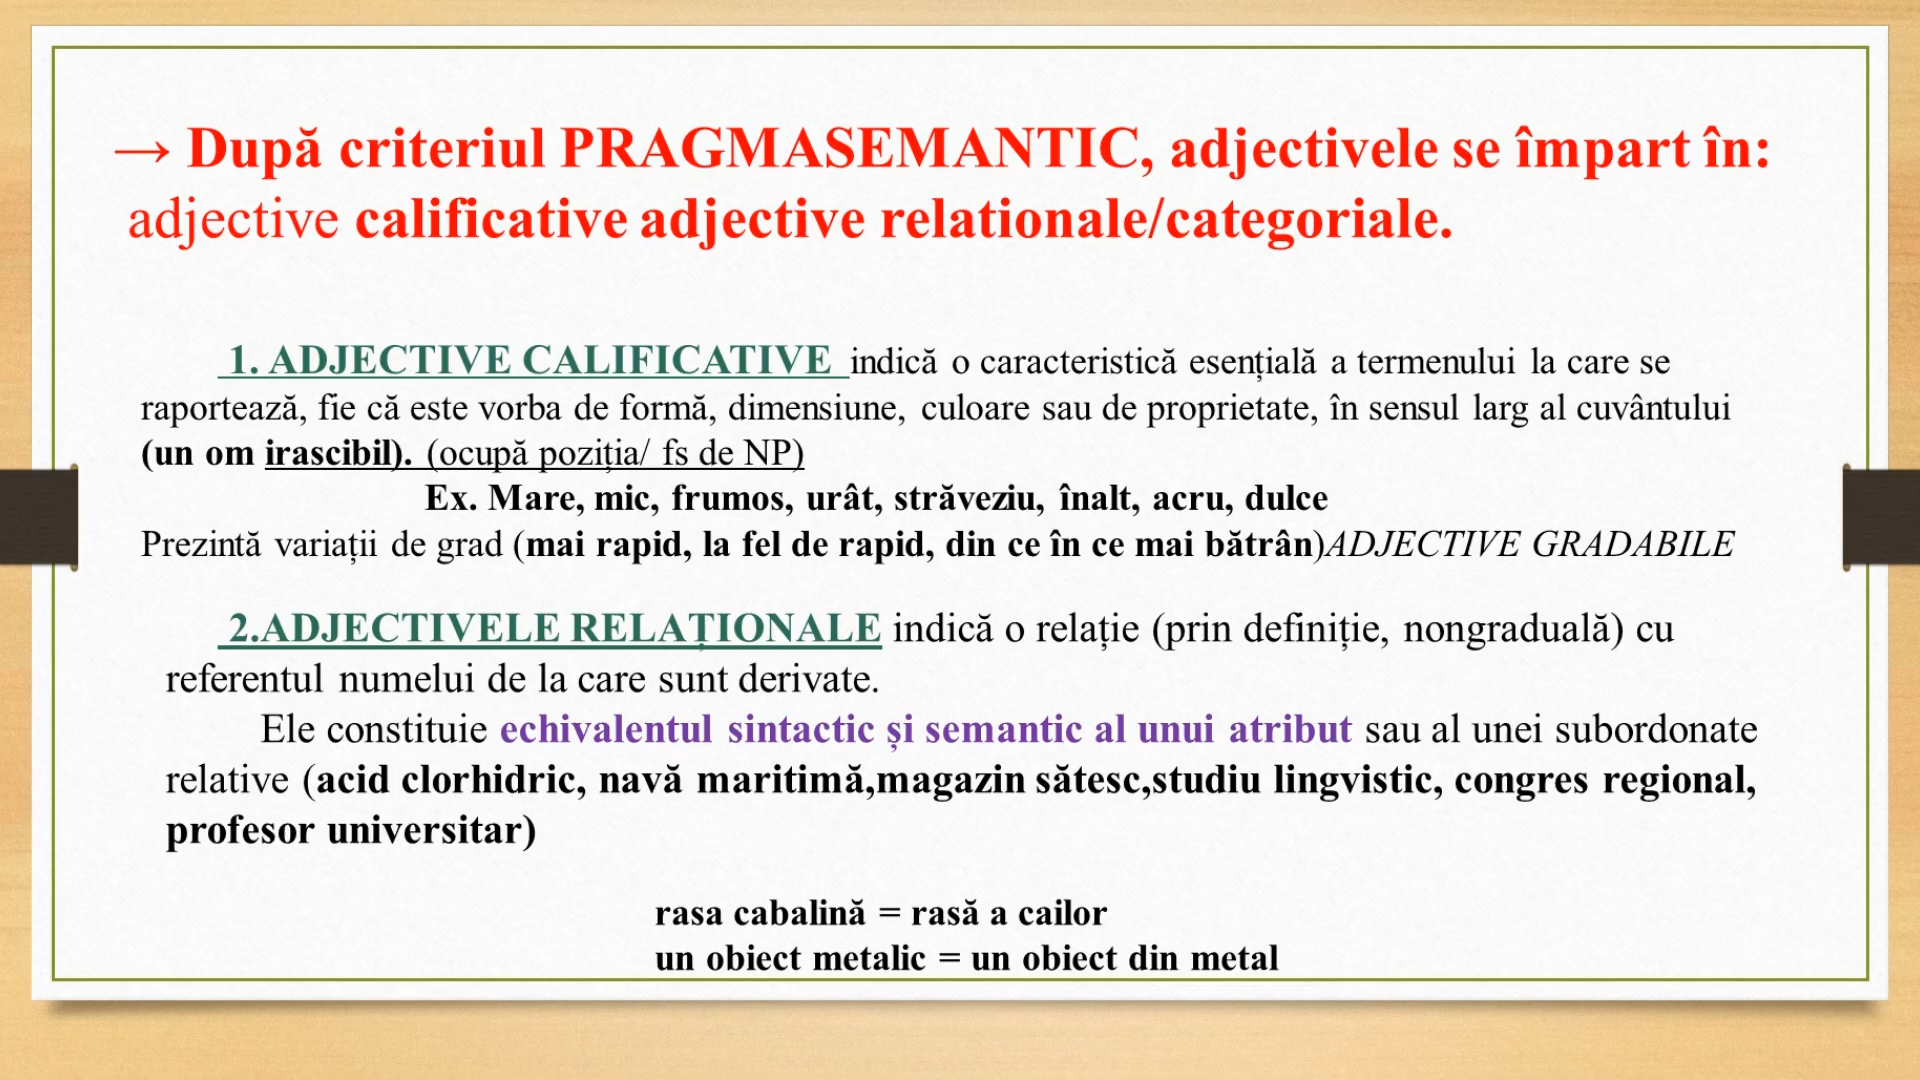 → După criteriul PRAGMASEMANTIC, adjectivele se împart în:
adjective calificative adjective relationale/categoriale.
1. ADJECTIVE CALIFICATIVE indică o caracteristică esențială a termenului la care se
raportează, fie că este vorba de formă, dimensiune, culoare sau de proprietate, în sensul larg al cuvântului
(un om irascibil). (ocupă poziția/ fs de NP)
Ex. Mare, mic, frumos, urât, străveziu, înalt, acru, dulce
Prezintă variații de grad (mai rapid, la fel de rapid, din ce în ce mai bătrân)ADJECTIVE GRADABILE
2.ADJECTIVELE RELAȚIONALE indică o relație (prin definiție, nongraduală) cu
referentul numelui de la care sunt derivate.
Ele constituie echivalentul sintactic și semantic al unui atribut sau al unei subordonate
relative (acid clorhidric, navă maritimă,magazin sătesc,studiu lingvistic, congres regional,
profesor universitar)
rasa cabalină = rasă a cailor
un obiect metalic = un obiect din metal